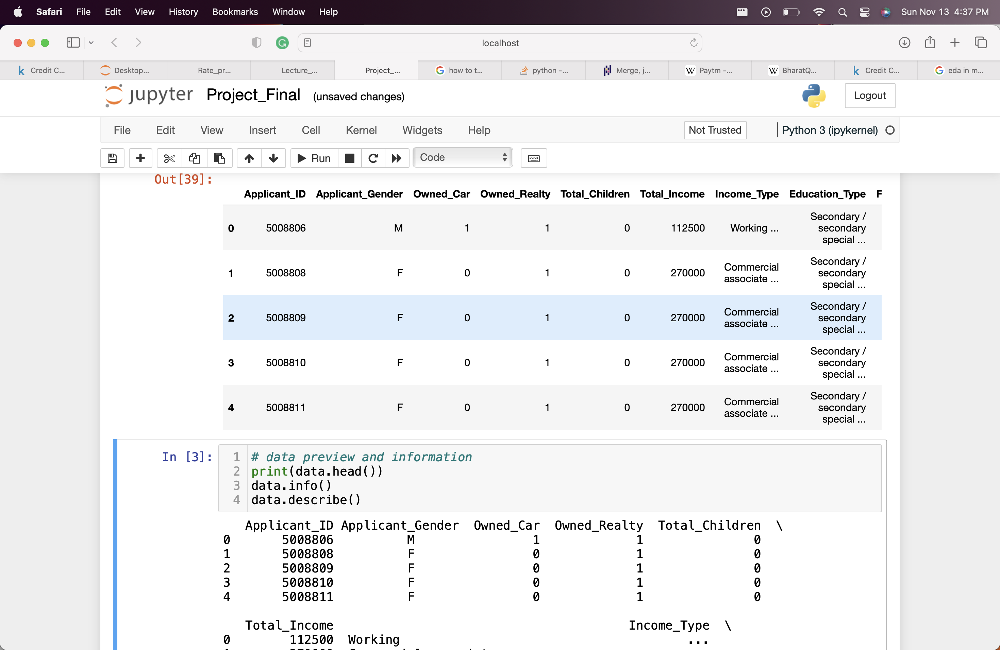 Safari File Edit View History Bookmarks Window Help Sun Nov 13 4:37 PM
localhost
Credit C... Desktop... Rate_pr... Lecture_... Project_... how to t... python -... Merge, j... Paytm -... BharatQ... Credit C... eda in m...
jupyter Project_Final (unsaved changes) Logout
File Edit View Insert Cell Kernel Widgets Help Not Trusted Python 3 (ipykernel)
Run Code
Out[39]:
Applicant_ID Applicant_Gender Owned_Car Owned_Realty Total_Children Total_Income Income_Type Education_Type F
0 5008806 M 1 1 0 112500 Working ... Secondary / secondary special ...
1 5008808 F 0 1 0 270000 Commercial associate ... Secondary / secondary special ...
2 5008809 F 0 1 0 270000 Commercial associate ... Secondary / secondary special ...
3 5008810 F 0 1 0 270000 Commercial associate ... Secondary / secondary special ...
4 5008811 F 0 1 0 270000 Commercial associate ... Secondary / secondary special ...
In [3]:
1 # data preview and information
2 print(data.head())
3 data.info()
4 data.describe()
Applicant_ID Applicant_Gender Owned_Car Owned_Realty Total_Children \
0 5008806 M 1 1 0
1 5008808 F 0 1 0
2 5008809 F 0 1 0
3 5008810 F 0 1 0
4 5008811 F 0 1 0
Total_Income Income_Type \
0 112500 Working ...